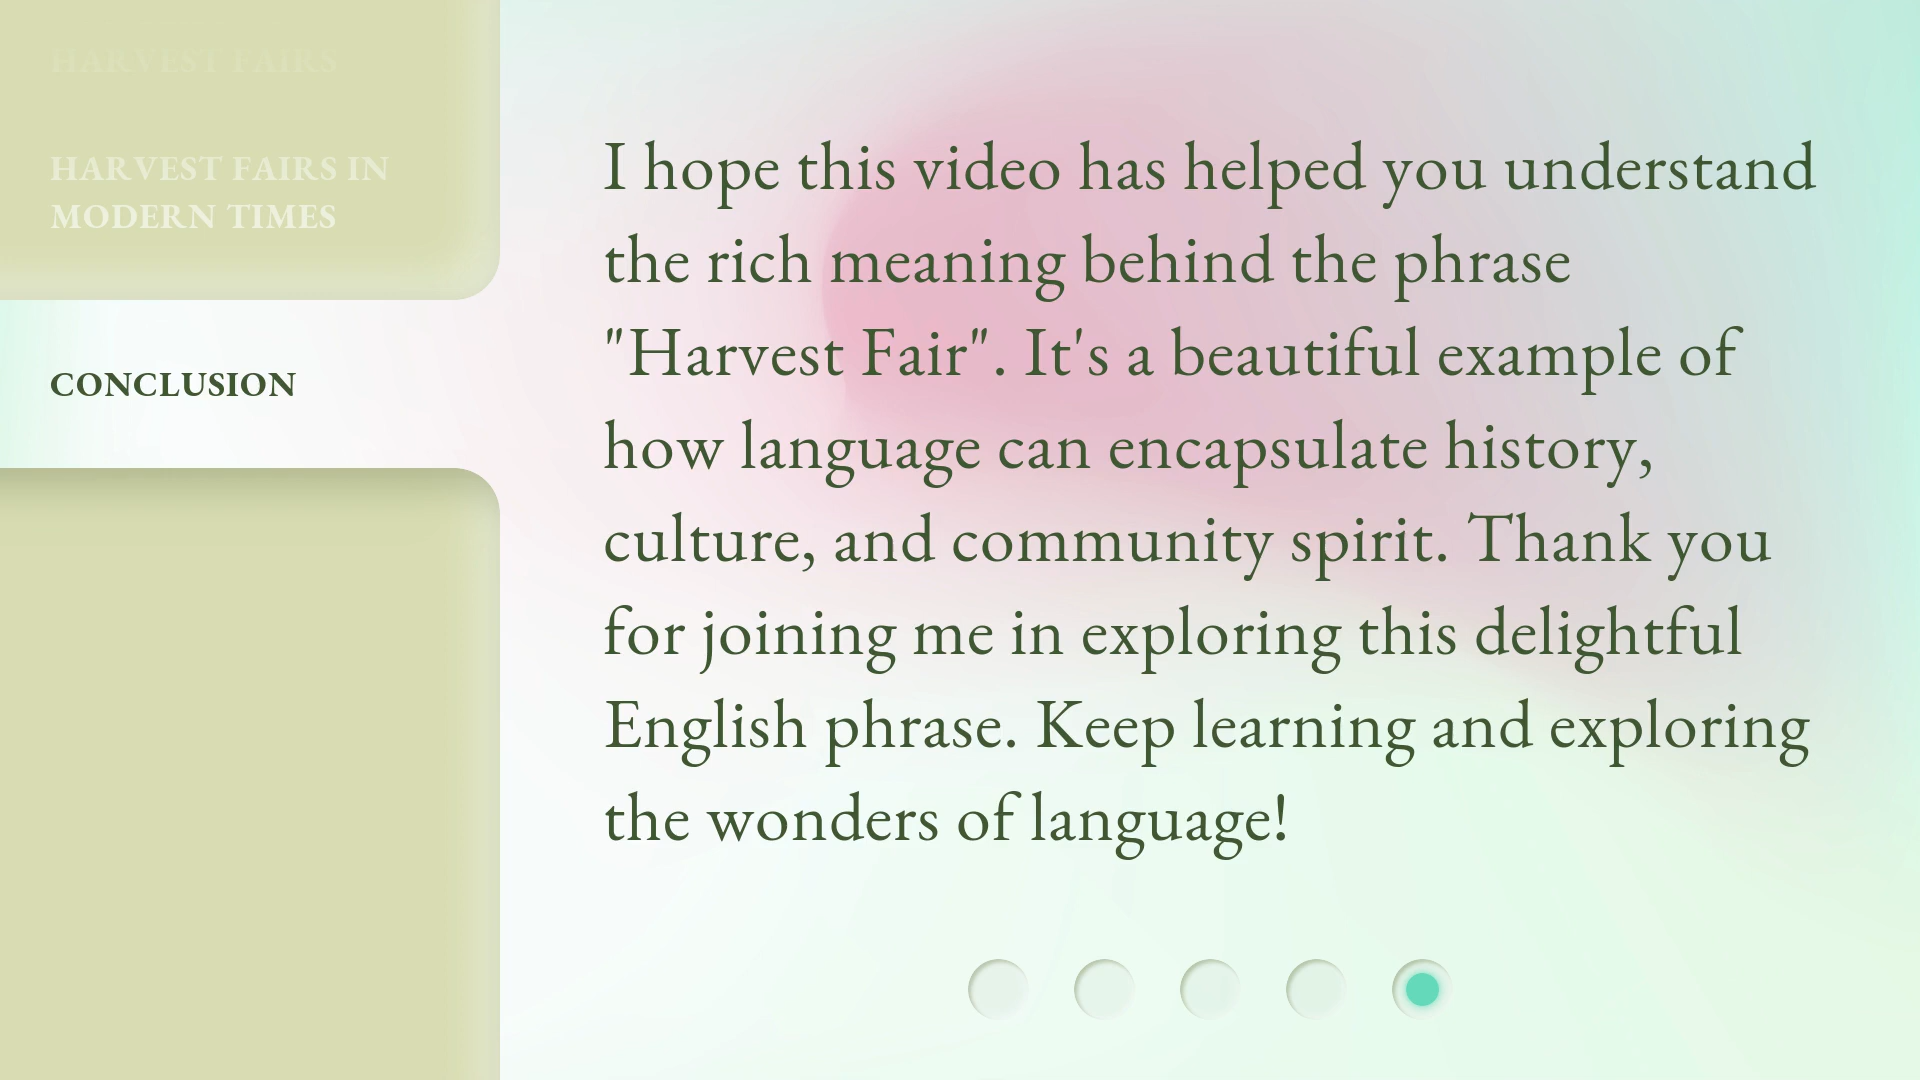 HARVEST FAIRS
HARVEST FAIRS IN
MODERN TIMES
CONCLUSION
I hope this video has helped you understand
the rich meaning behind the phrase
"Harvest Fair". It's a beautiful example of
how language can encapsulate history,
culture, and community spirit. Thank you
for joining me in exploring this delightful
English phrase. Keep learning and exploring
the wonders of language!